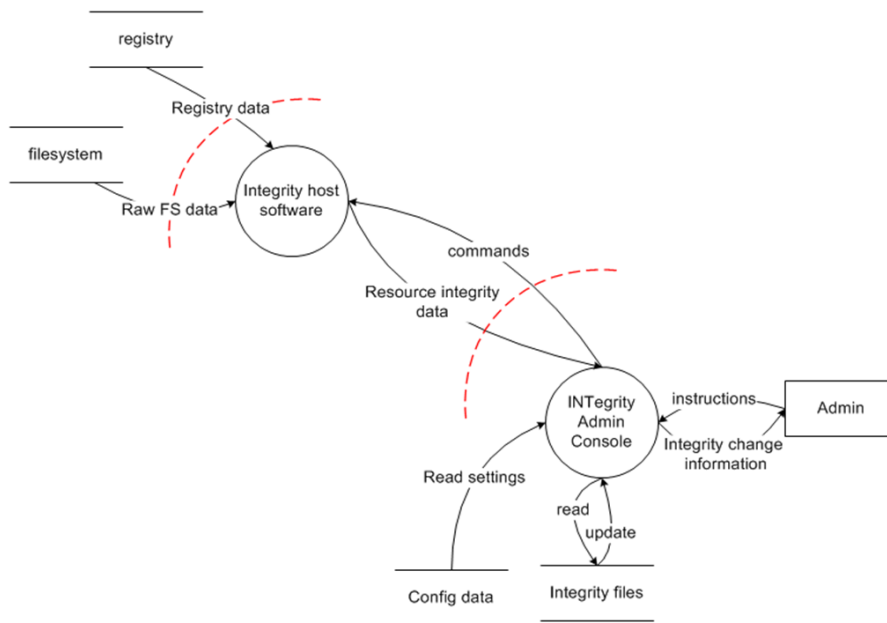 registry
Registry data
filesystem
Raw FS data
Integrity host
software
commands
Resource integrity
data
INTegrity
Admin
Console
instructions
Admin
Integrity change
information
Read settings
read
update
Config data
Integrity files